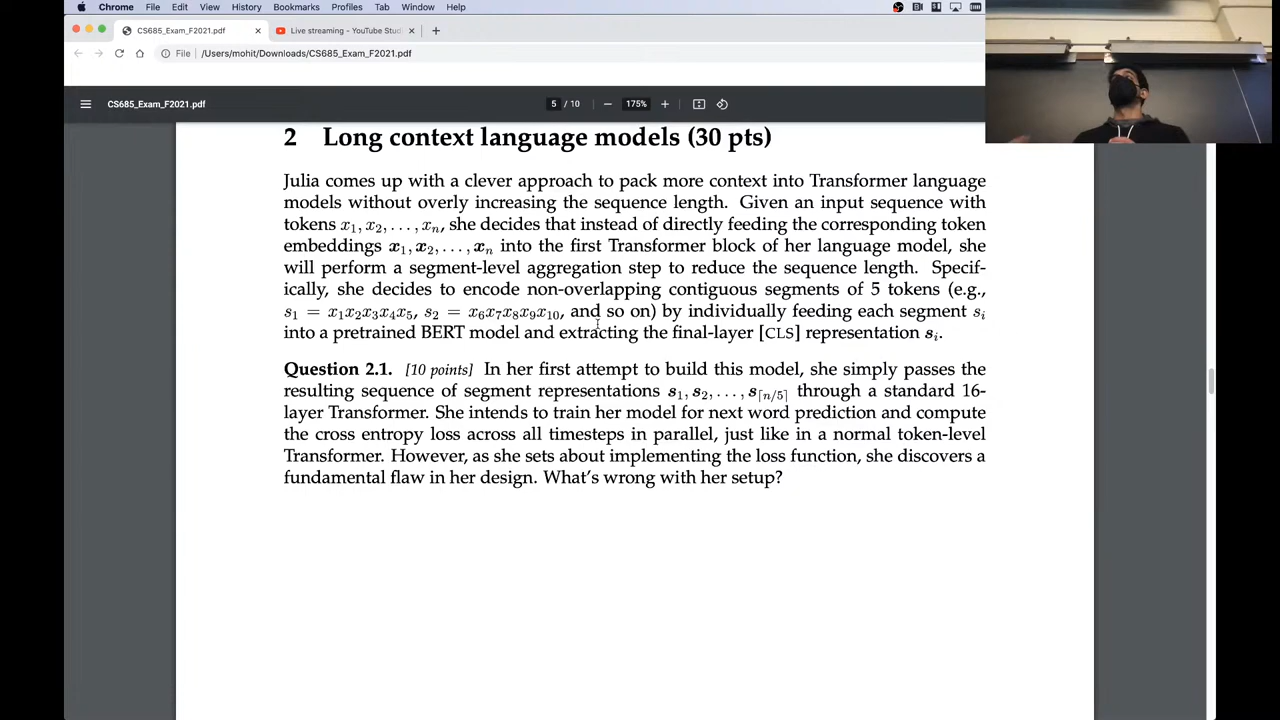 Chrome File Edit View History Bookmarks Profiles Tab Window Help
CS685_Exam_F2021.pdf × Live streaming - YouTube Stud × +
File /Users/mohit/Downloads/CS685_Exam_F2021.pdf
CS685_Exam_F2021.pdf 5 / 10 − 175% +
2 Long context language models (30 pts)
Julia comes up with a clever approach to pack more context into Transformer language
models without overly increasing the sequence length. Given an input sequence with
tokens x₁, x₂, . . . , xₙ, she decides that instead of directly feeding the corresponding token
embeddings x₁, x₂, . . . , xₙ into the first Transformer block of her language model, she
will perform a segment-level aggregation step to reduce the sequence length. Specif-
ically, she decides to encode non-overlapping contiguous segments of 5 tokens (e.g.,
s₁ = x₁x₂x₃x₄x₅, s₂ = x₆x₇x₈x₉x₁₀, and so on) by individually feeding each segment sᵢ
into a pretrained BERT model and extracting the final-layer [CLS] representation sᵢ.
Question 2.1. [10 points] In her first attempt to build this model, she simply passes the
resulting sequence of segment representations s₁, s₂, . . . , s⌈n/5⌉ through a standard 16-
layer Transformer. She intends to train her model for next word prediction and compute
the cross entropy loss across all timesteps in parallel, just like in a normal token-level
Transformer. However, as she sets about implementing the loss function, she discovers a
fundamental flaw in her design. What's wrong with her setup?